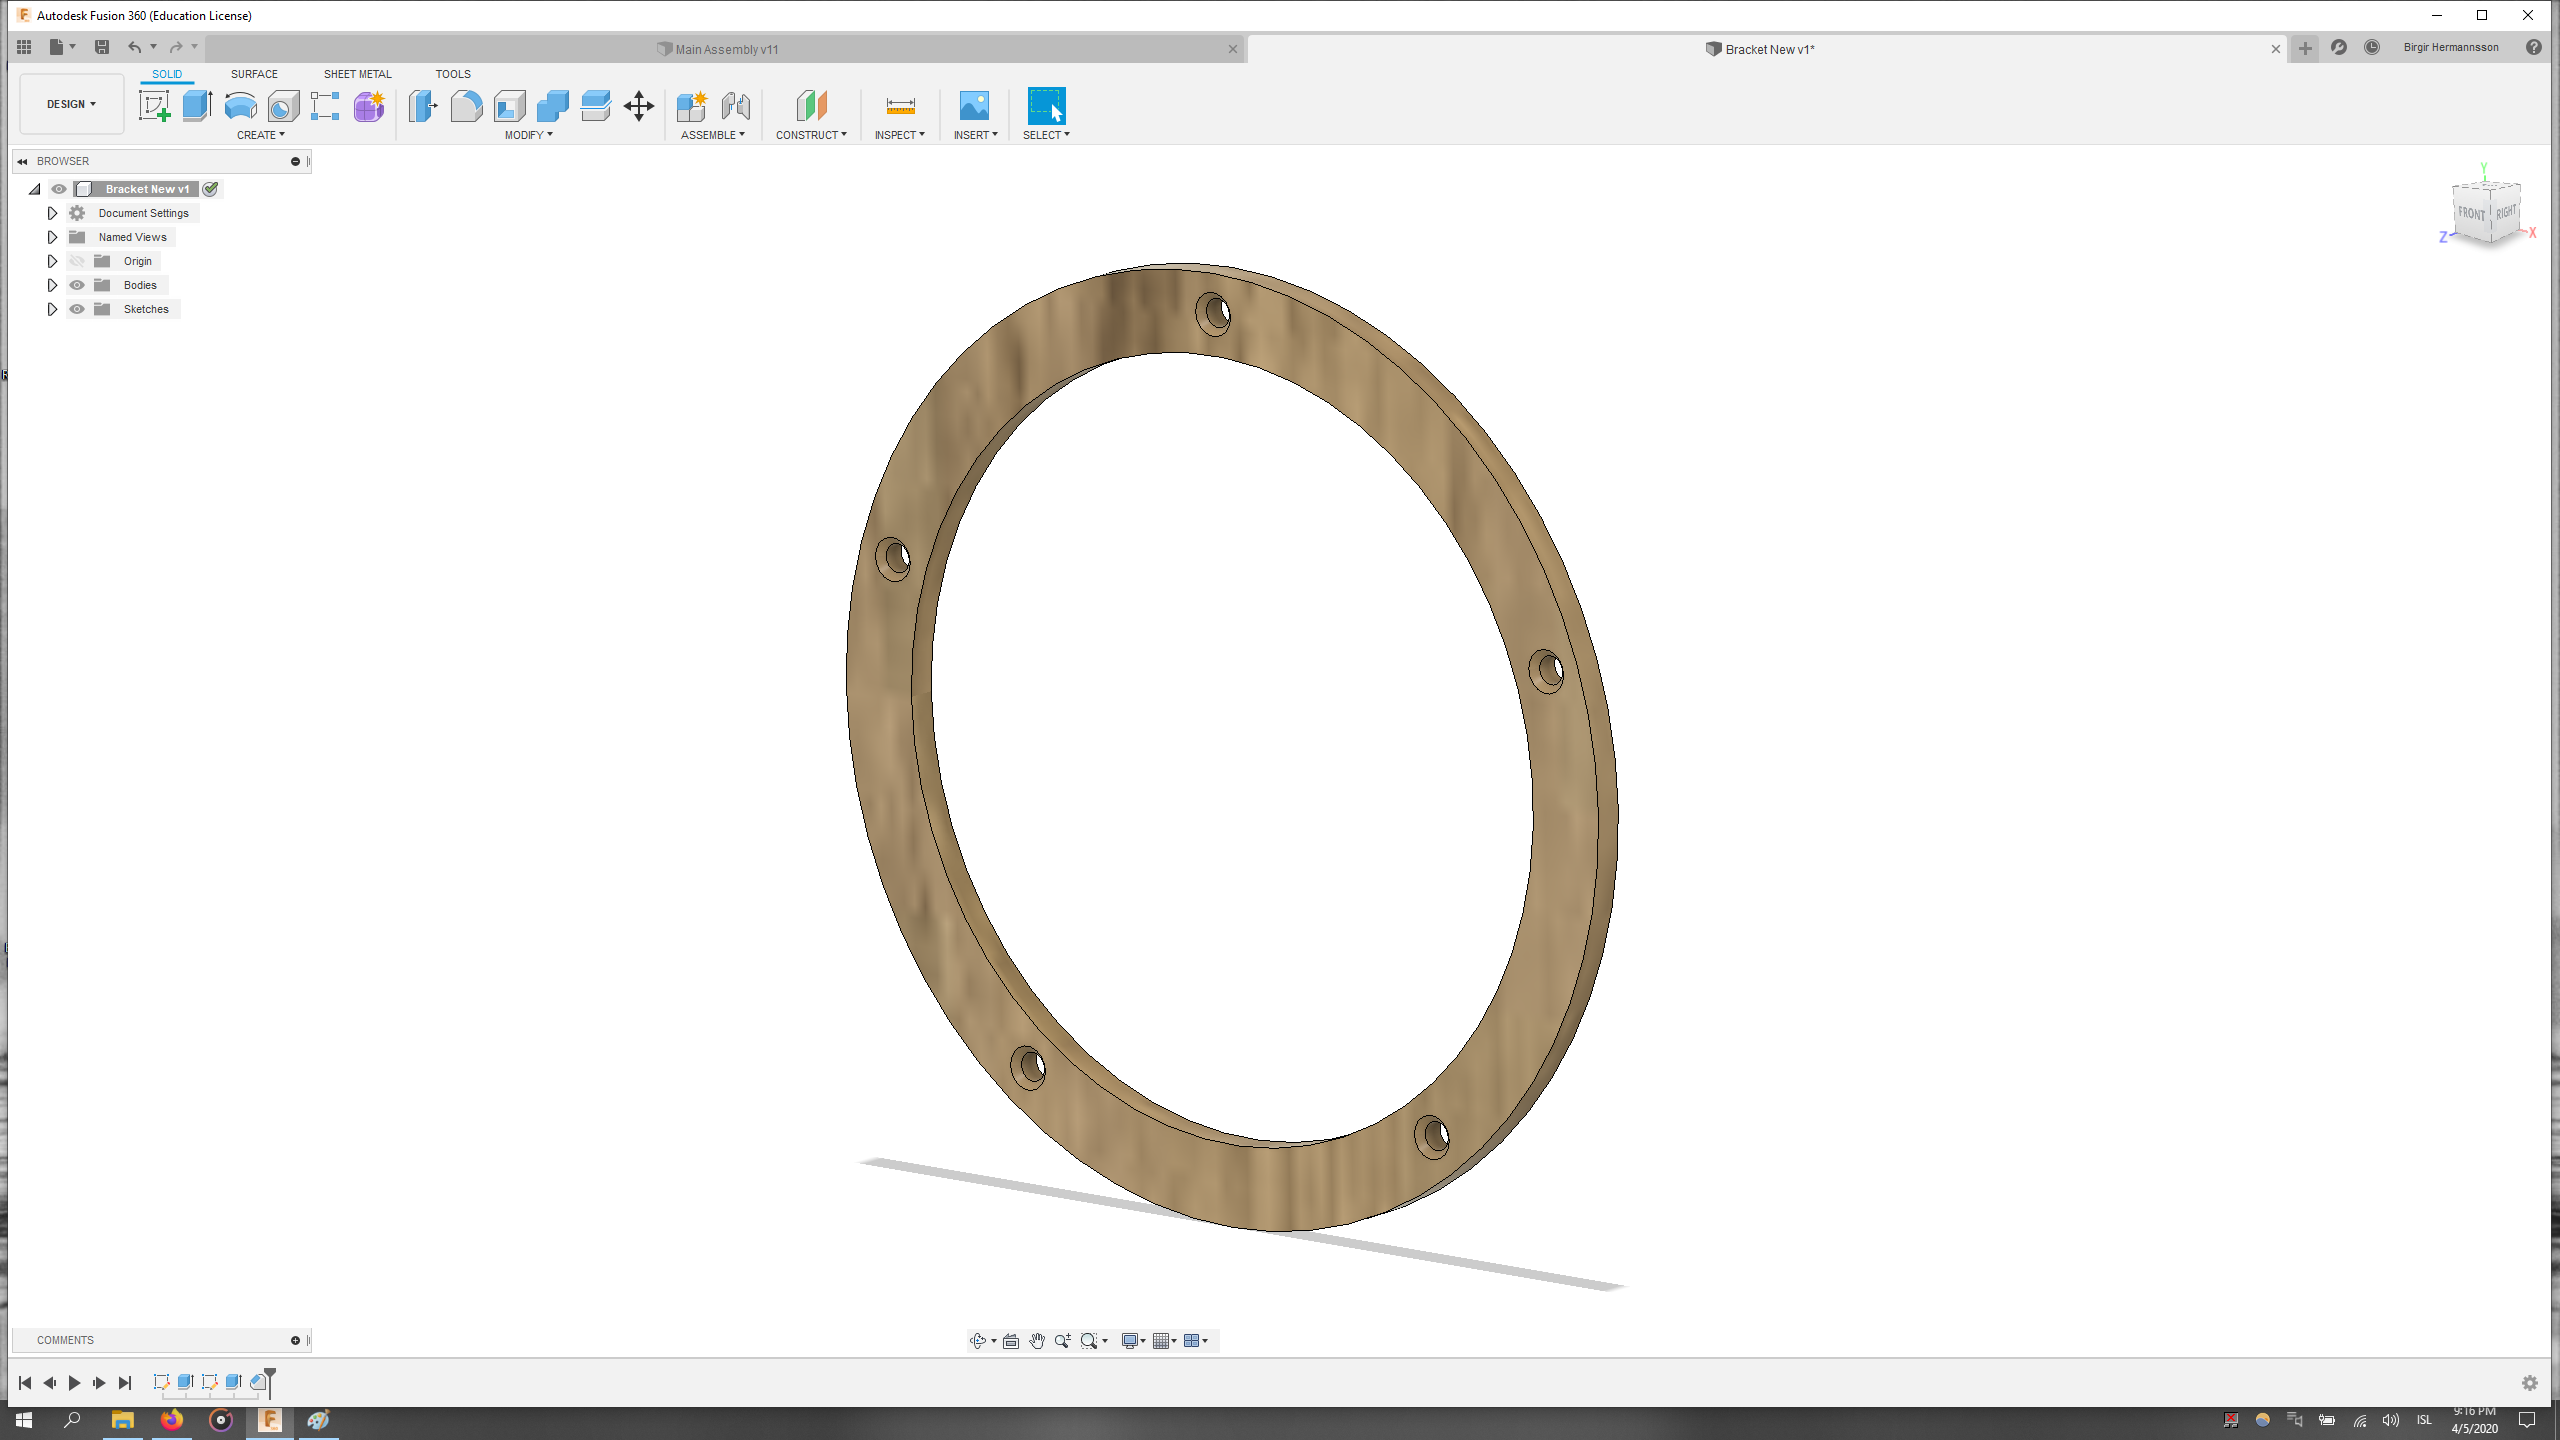 Autodesk Fusion 360 (Education License)
Main Assembly v11
Bracket New v1*
Birgir Hermannsson
DESIGN
SOLID
SURFACE
SHEET METAL
TOOLS
CREATE
MODIFY
ASSEMBLE
CONSTRUCT
INSPECT
INSERT
SELECT
BROWSER
Bracket New v1
Document Settings
Named Views
Origin
Bodies
Sketches
Y
FRONT
RIGHT
Z
X
COMMENTS
ISL
9:16 PM
4/5/2020